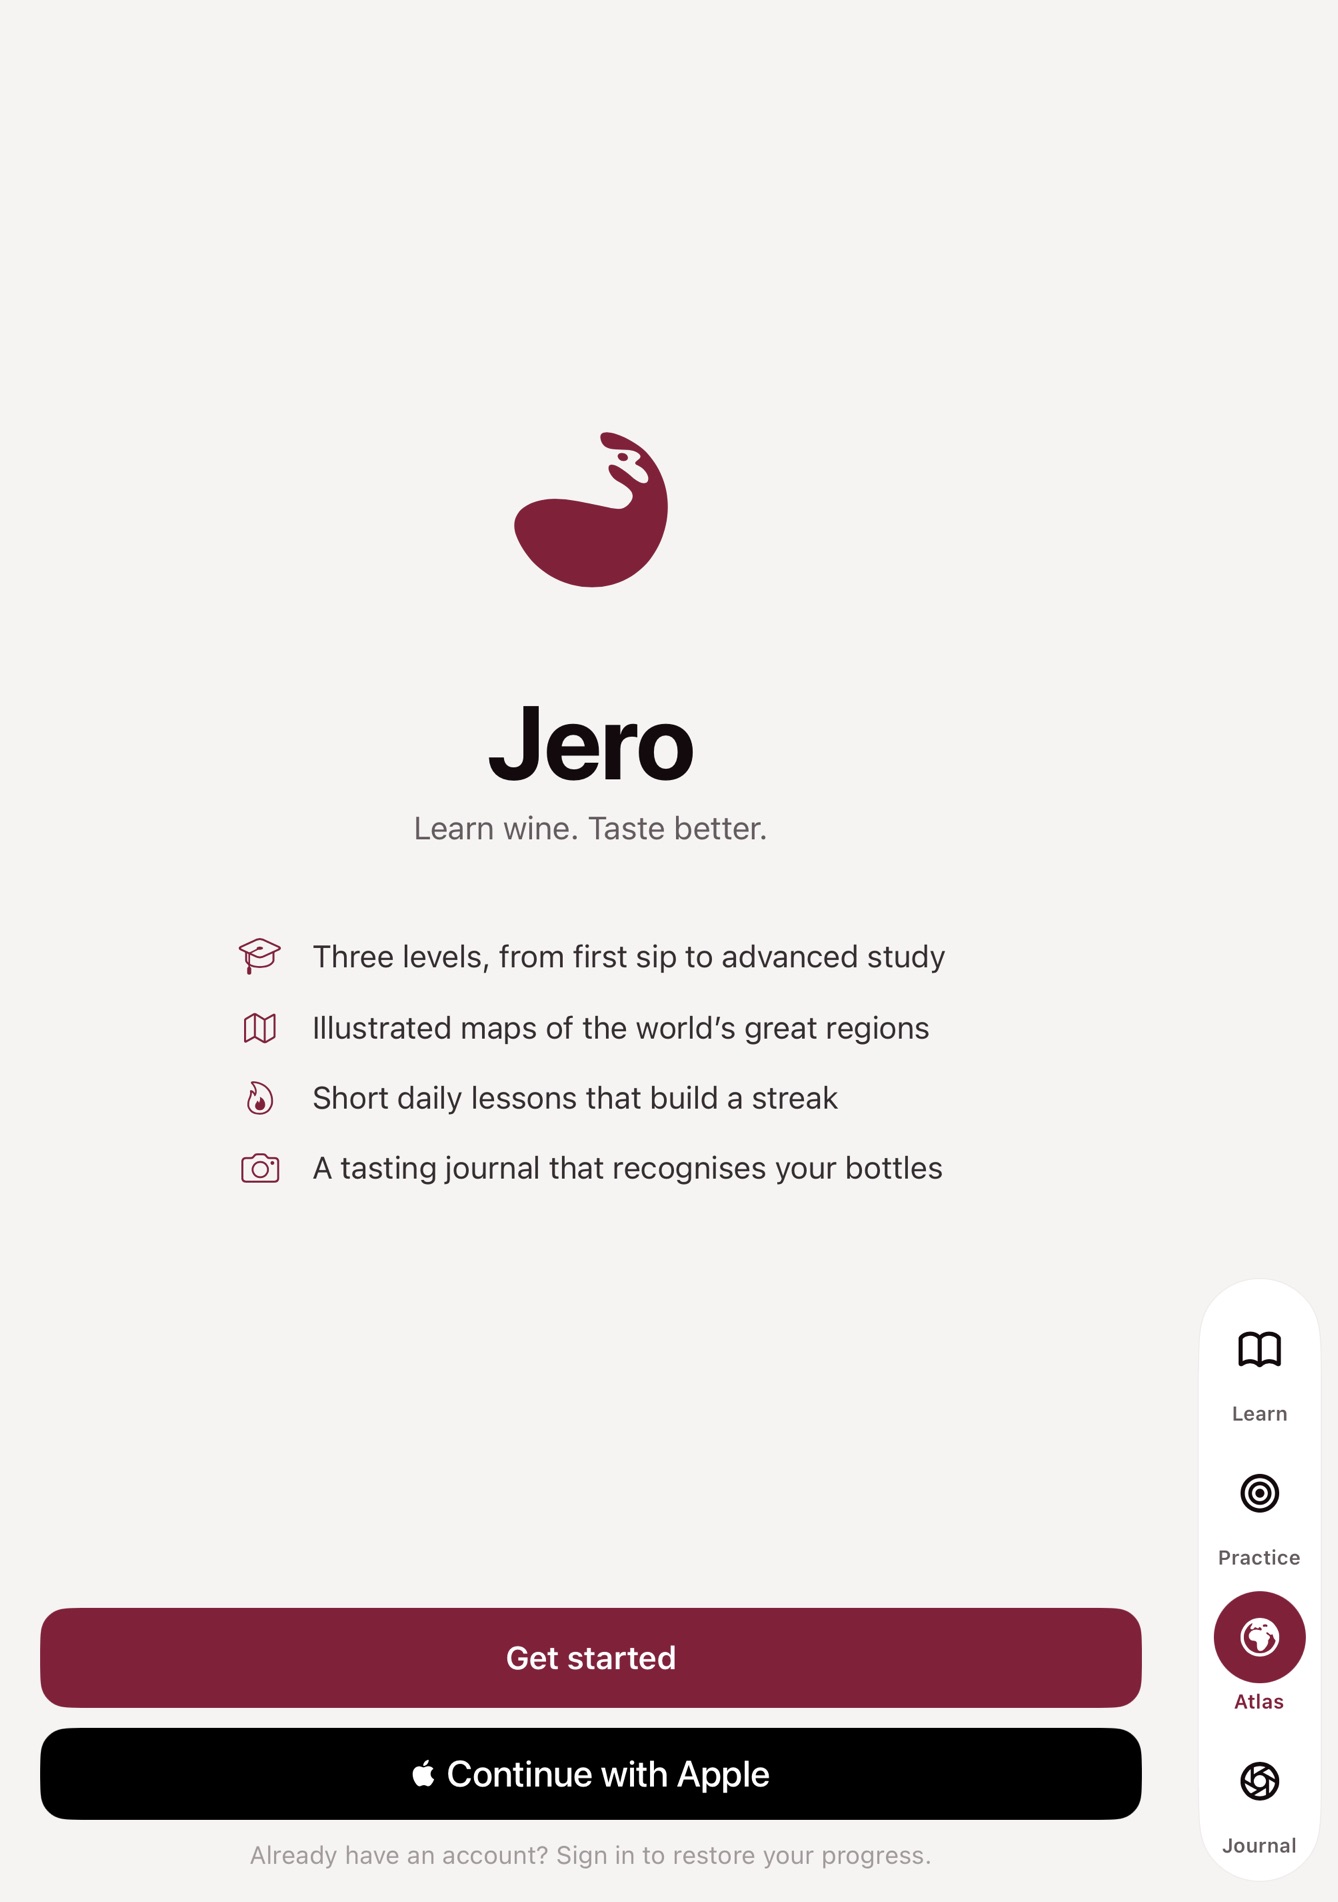 Jero
Learn wine. Taste better.
Three levels, from first sip to advanced study
Illustrated maps of the world’s great regions
Short daily lessons that build a streak
A tasting journal that recognises your bottles
Learn
Practice
Get started
Atlas
Continue with Apple
Journal
Already have an account? Sign in to restore your progress.